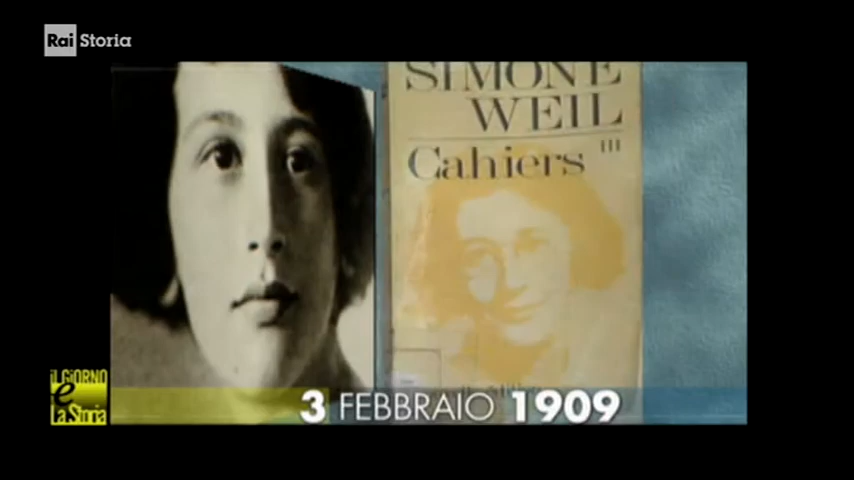 Rai Storia
SIMONE
WEIL
Cahiers III
iL GiORNO
e
La Storia
3 FEBBRAIO 1909